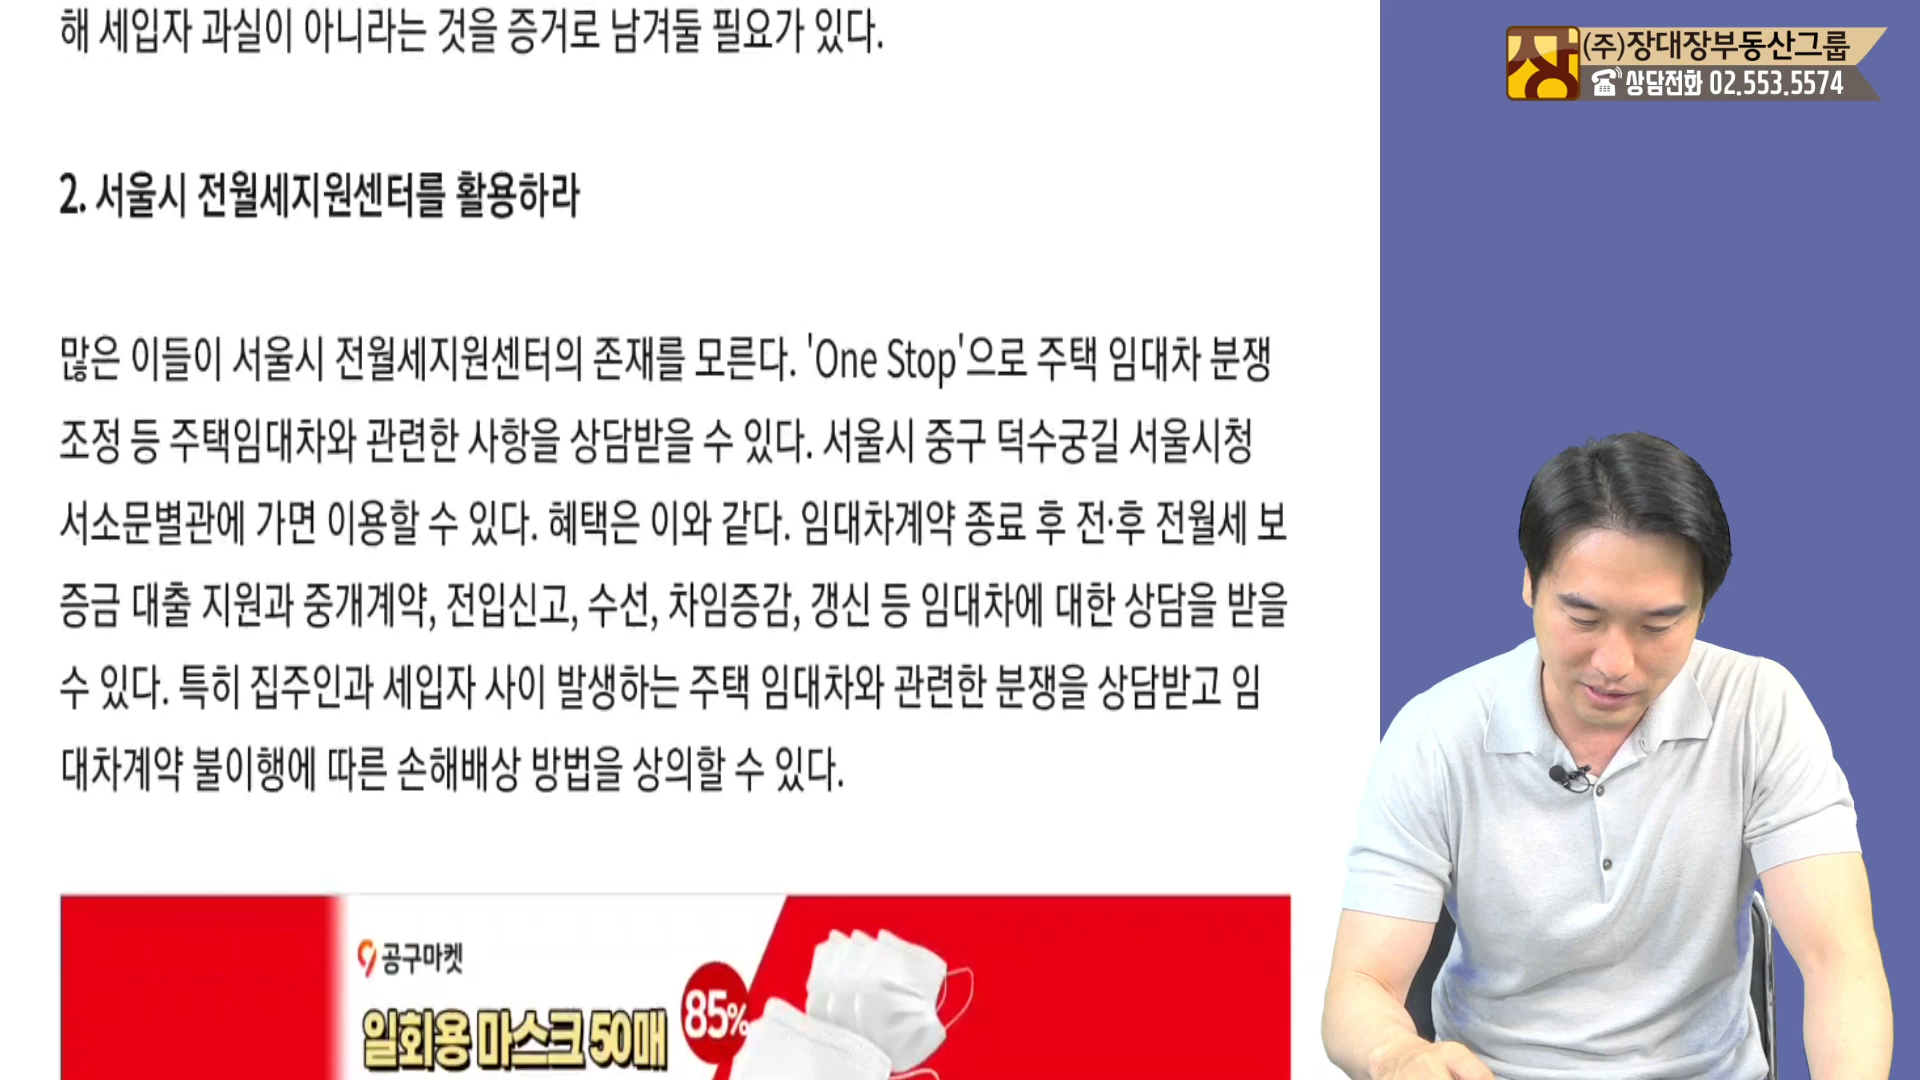 해 세입자 과실이 아니라는 것을 증거로 남겨둘 필요가 있다.
(주)장대장부동산그룹
상담전화 02.553.5574
2. 서울시 전월세지원센터를 활용하라
많은 이들이 서울시 전월세지원센터의 존재를 모른다. 'One Stop'으로 주택 임대차 분쟁
조정 등 주택임대차와 관련한 사항을 상담받을 수 있다. 서울시 중구 덕수궁길 서울시청
서소문별관에 가면 이용할 수 있다. 혜택은 이와 같다. 임대차계약 종료 후 전·후 전월세 보
증금 대출 지원과 중개계약, 전입신고, 수선, 차임증감, 갱신 등 임대차에 대한 상담을 받을
수 있다. 특히 집주인과 세입자 사이 발생하는 주택 임대차와 관련한 분쟁을 상담받고 임
대차계약 불이행에 따른 손해배상 방법을 상의할 수 있다.
공구마켓
일회용 마스크 50매
85%